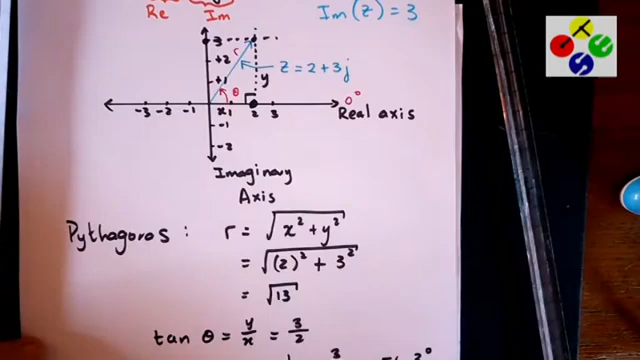 Re Im
Im(z) = 3
3
r
+2
z = 2+3j
+1
y
θ
0°
-3 -2 -1 x 1 2 3
Real axis
-1
-2
Imaginary
Axis
Pythagoras : r = √x² + y²
= √(2)² + 3²
= √13
tan θ = y/x = 3/2